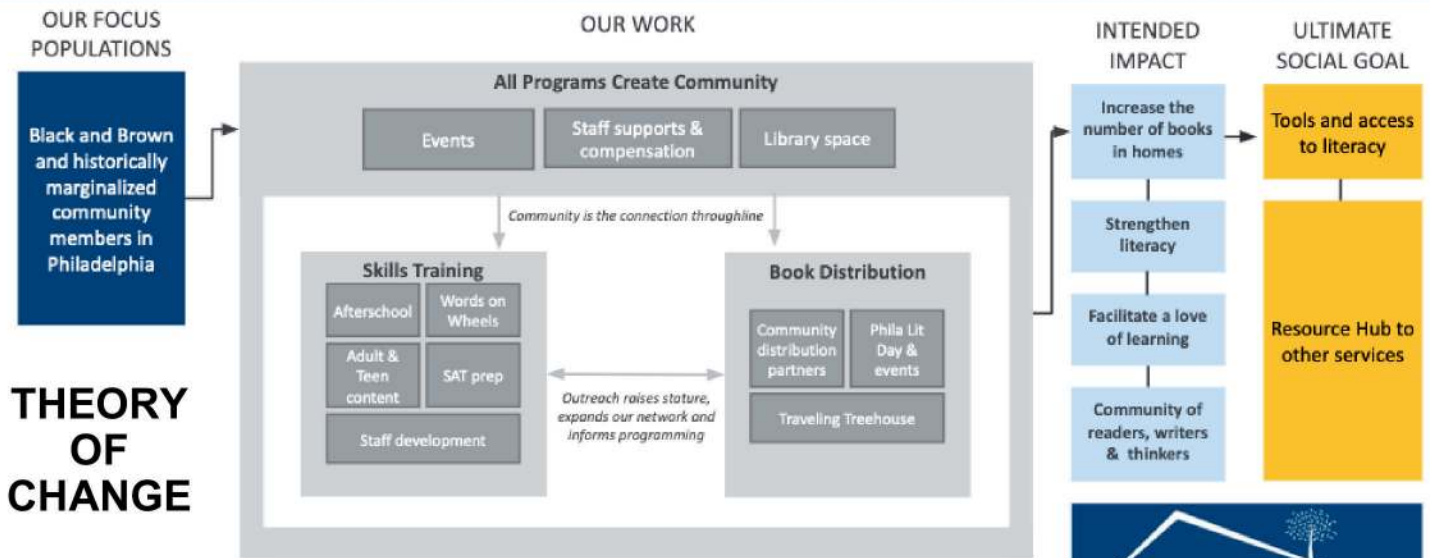 OUR FOCUS
POPULATIONS
Black and Brown
and historically
marginalized
community
members in
Philadelphia
THEORY
OF
CHANGE
OUR WORK
All Programs Create Community
Events
Staff supports &
compensation
Library space
Community is the connection throughline
Skills Training
Afterschool
Words on
Wheels
Adult &
Teen
content
SAT prep
Staff development
Outreach raises stature,
expands our network and
informs programming
Book Distribution
Community
distribution
partners
Phila Lit
Day &
events
Traveling Treehouse
INTENDED
IMPACT
Increase the
number of books
in homes
Strengthen
literacy
Facilitate a love
of learning
Community of
readers, writers
& thinkers
ULTIMATE
SOCIAL GOAL
Tools and access
to literacy
Resource Hub to
other services